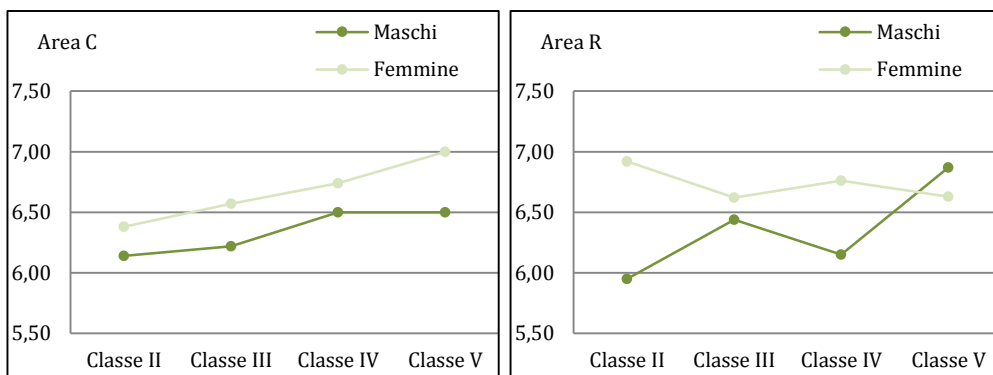 Area C
Maschi
Femmine
7,50
7,00
6,50
6,00
5,50
Classe II Classe III Classe IV Classe V
Area R
Maschi
Femmine
7,50
7,00
6,50
6,00
5,50
Classe II Classe III Classe IV Classe V